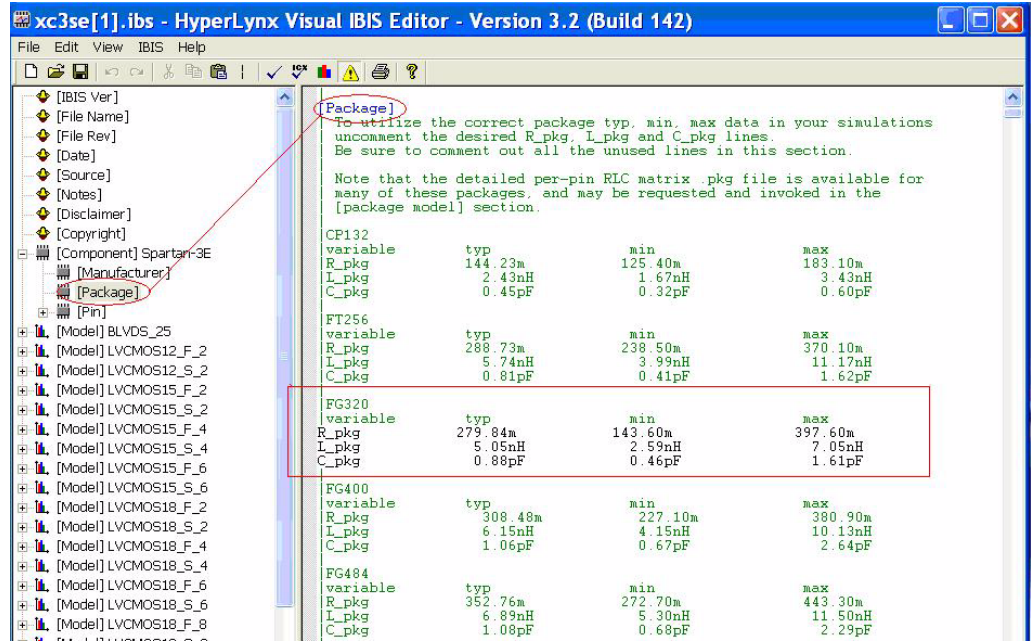 xc3se[1].ibs - HyperLynx Visual IBIS Editor - Version 3.2 (Build 142)
File Edit View IBIS Help
[IBIS Ver]
[File Name]
[File Rev]
[Date]
[Source]
[Notes]
[Disclaimer]
[Copyright]
[Component] Spartan-3E
[Manufacturer]
[Package]
[Pin]
[Model] BLVDS_25
[Model] LVCMOS12_F_2
[Model] LVCMOS12_S_2
[Model] LVCMOS15_F_2
[Model] LVCMOS15_S_2
[Model] LVCMOS15_F_4
[Model] LVCMOS15_S_4
[Model] LVCMOS15_F_6
[Model] LVCMOS15_S_6
[Model] LVCMOS18_F_2
[Model] LVCMOS18_S_2
[Model] LVCMOS18_F_4
[Model] LVCMOS18_S_4
[Model] LVCMOS18_F_6
[Model] LVCMOS18_S_6
[Model] LVCMOS18_F_8
[Package]
| To utilize the correct package typ, min, max data in your simulations
| uncomment the desired R_pkg, L_pkg and C_pkg lines.
| Be sure to comment out all the unused lines in this section.
|
| Note that the detailed per-pin RLC matrix .pkg file is available for
| many of these packages, and may be requested and invoked in the
| [package model] section.
|
|CP132
|variable typ min max
|R_pkg 144.23m 125.40m 183.10m
|L_pkg 2.43nH 1.67nH 3.43nH
|C_pkg 0.45pF 0.32pF 0.60pF
|
|FT256
|variable typ min max
|R_pkg 288.73m 238.50m 370.10m
|L_pkg 5.74nH 3.99nH 11.17nH
|C_pkg 0.81pF 0.41pF 1.62pF
|
|FG320
|variable typ min max
R_pkg 279.84m 143.60m 397.60m
L_pkg 5.05nH 2.59nH 7.05nH
C_pkg 0.88pF 0.46pF 1.61pF
|
|FG400
|variable typ min max
|R_pkg 308.48m 227.10m 380.90m
|L_pkg 6.15nH 4.15nH 10.13nH
|C_pkg 1.06pF 0.67pF 2.64pF
|
|FG484
|variable typ min max
|R_pkg 352.76m 272.70m 443.30m
|L_pkg 6.89nH 5.30nH 11.50nH
|C_pkg 1.08pF 0.68pF 2.29pF